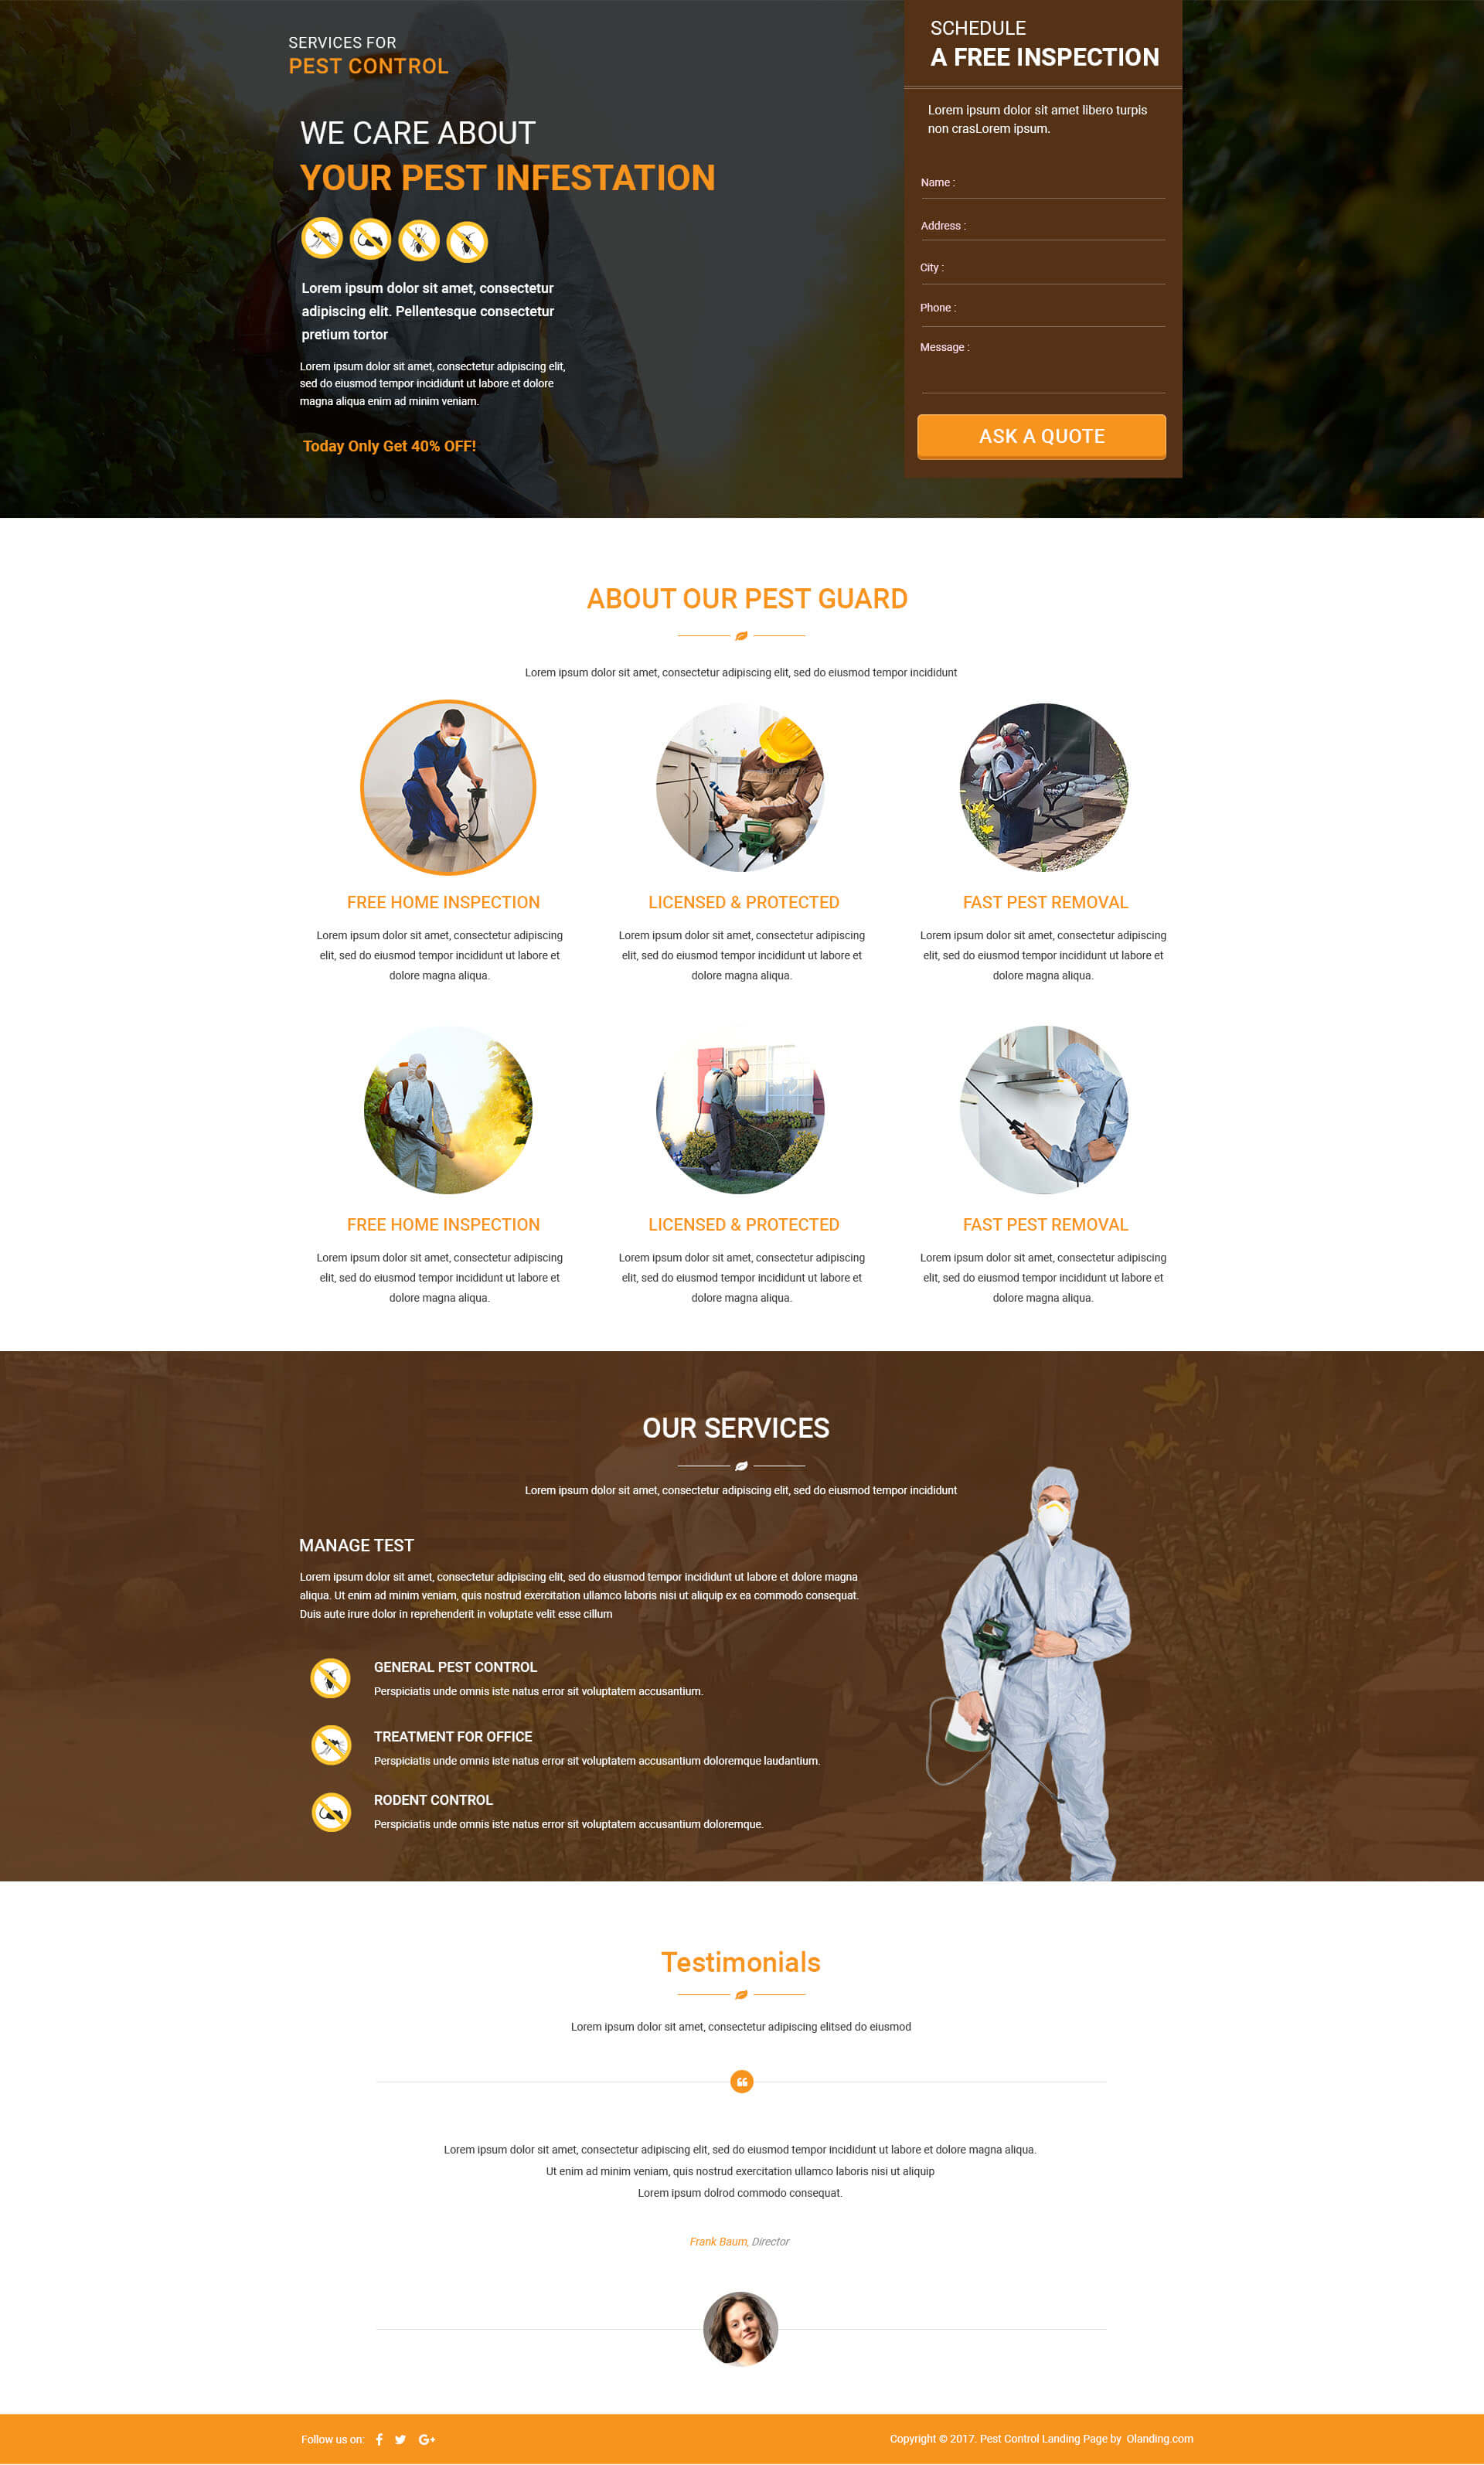 SERVICES FOR
PEST CONTROL
WE CARE ABOUT
YOUR PEST INFESTATION
Lorem ipsum dolor sit amet, consectetur
adipiscing elit. Pellentesque consectetur
pretium tortor
Lorem ipsum dolor sit amet, consectetur adipiscing elit,
sed do eiusmod tempor incididunt ut labore et dolore
magna aliqua enim ad minim veniam.
Today Only Get 40% OFF!
SCHEDULE
A FREE INSPECTION
Lorem ipsum dolor sit amet libero turpis
non crasLorem ipsum.
Name :
Address :
City :
Phone :
Message :
ASK A QUOTE
ABOUT OUR PEST GUARD
Lorem ipsum dolor sit amet, consectetur adipiscing elit, sed do eiusmod tempor incididunt
FREE HOME INSPECTION
Lorem ipsum dolor sit amet, consectetur adipiscing
elit, sed do eiusmod tempor incididunt ut labore et
dolore magna aliqua.
LICENSED & PROTECTED
Lorem ipsum dolor sit amet, consectetur adipiscing
elit, sed do eiusmod tempor incididunt ut labore et
dolore magna aliqua.
FAST PEST REMOVAL
Lorem ipsum dolor sit amet, consectetur adipiscing
elit, sed do eiusmod tempor incididunt ut labore et
dolore magna aliqua.
FREE HOME INSPECTION
Lorem ipsum dolor sit amet, consectetur adipiscing
elit, sed do eiusmod tempor incididunt ut labore et
dolore magna aliqua.
LICENSED & PROTECTED
Lorem ipsum dolor sit amet, consectetur adipiscing
elit, sed do eiusmod tempor incididunt ut labore et
dolore magna aliqua.
FAST PEST REMOVAL
Lorem ipsum dolor sit amet, consectetur adipiscing
elit, sed do eiusmod tempor incididunt ut labore et
dolore magna aliqua.
OUR SERVICES
Lorem ipsum dolor sit amet, consectetur adipiscing elit, sed do eiusmod tempor incididunt
MANAGE TEST
Lorem ipsum dolor sit amet, consectetur adipiscing elit, sed do eiusmod tempor incididunt ut labore et dolore magna
aliqua. Ut enim ad minim veniam, quis nostrud exercitation ullamco laboris nisi ut aliquip ex ea commodo consequat.
Duis aute irure dolor in reprehenderit in voluptate velit esse cillum
GENERAL PEST CONTROL
Perspiciatis unde omnis iste natus error sit voluptatem accusantium.
TREATMENT FOR OFFICE
Perspiciatis unde omnis iste natus error sit voluptatem accusantium doloremque laudantium.
RODENT CONTROL
Perspiciatis unde omnis iste natus error sit voluptatem accusantium doloremque.
Testimonials
Lorem ipsum dolor sit amet, consectetur adipiscing elitsed do eiusmod
Lorem ipsum dolor sit amet, consectetur adipiscing elit, sed do eiusmod tempor incididunt ut labore et dolore magna aliqua.
Ut enim ad minim veniam, quis nostrud exercitation ullamco laboris nisi ut aliquip
Lorem ipsum dolrod commodo consequat.
Frank Baum, Director
Follow us on:
Copyright © 2017. Pest Control Landing Page by Olanding.com